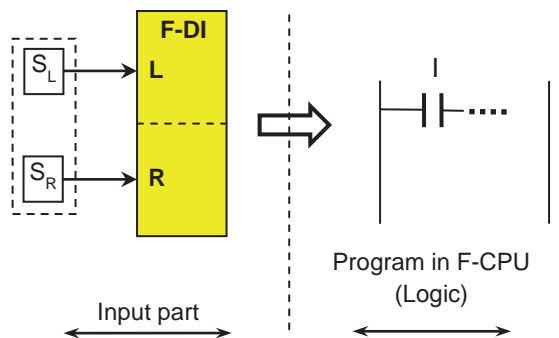 F-DI
S_L
L
S_R
R
I
Program in F-CPU
(Logic)
Input part